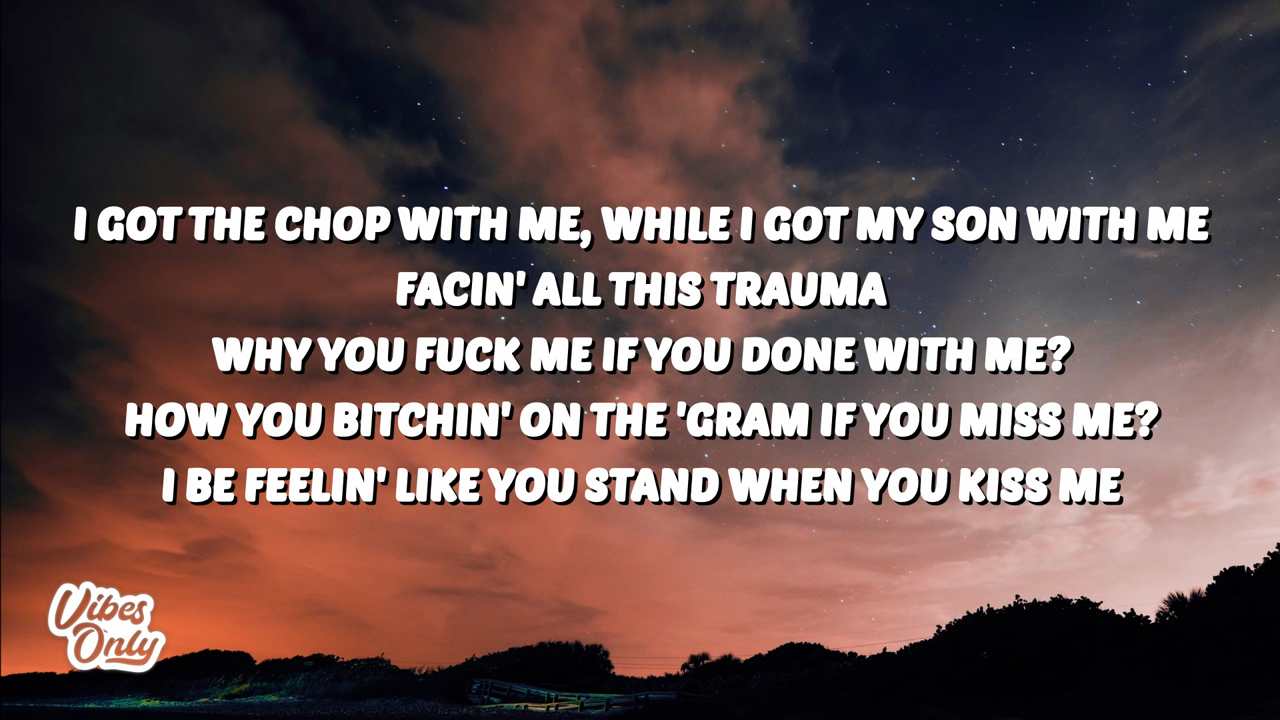 I GOT THE CHOP WITH ME, WHILE I GOT MY SON WITH ME
FACIN' ALL THIS TRAUMA
WHY YOU FUCK ME IF YOU DONE WITH ME?
HOW YOU BITCHIN' ON THE 'GRAM IF YOU MISS ME?
I BE FEELIN' LIKE YOU STAND WHEN YOU KISS ME
Vibes
Only